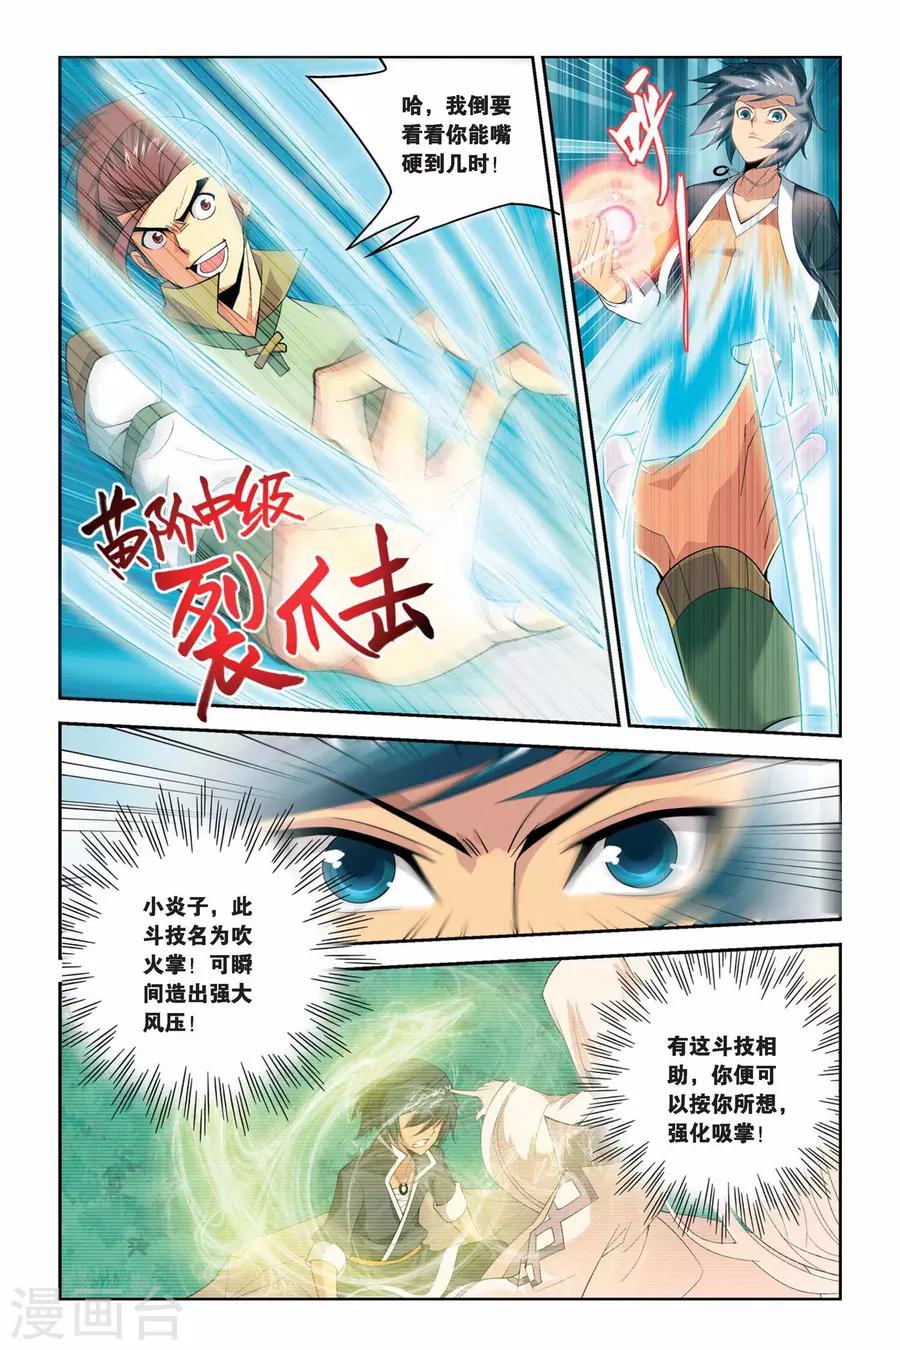 哈，我倒要
看看你能嘴
硬到几时！
呼
黄阶中级
裂爪击
小炎子，此
斗技名为吹
火掌！可瞬
间造出强大
风压！
有这斗技相
助，你便可
以按你所想，
强化吸掌！
漫画台